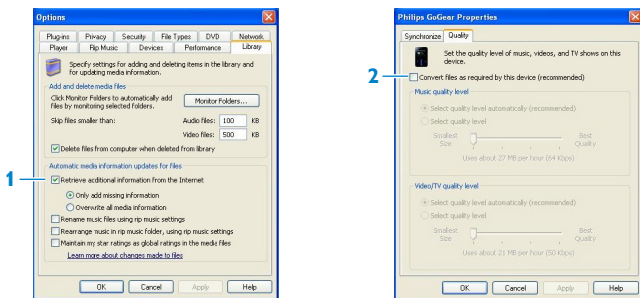 Options
Plug-ins Privacy Security File Types DVD Network
Player Rip Music Devices Performance Library
Specify settings for adding and deleting items in the library and
for updating media information.
Add and delete media files
Click Monitor Folders to automatically add
files by monitoring selected folders.
Monitor Folders...
Skip files smaller than: Audio files: 100 KB
Video files: 500 KB
Delete files from computer when deleted from library
Automatic media information updates for files
1
Retrieve additional information from the Internet
Only add missing information
Overwrite all media information
Rename music files using rip music settings
Rearrange music in rip music folder, using rip music settings
Maintain my star ratings as global ratings in the media files
Learn more about changes made to files
OK Cancel Apply Help
Philips GoGear Properties
Synchronize Quality
Set the quality level of music, videos, and TV shows on this
device.
2
Convert files as required by this device (recommended)
Music quality level
Select quality level automatically (recommended)
Select quality level
Smallest Best
Size Quality
Uses about 27 MB per hour (64 Kbps)
Video/TV quality level
Select quality level automatically (recommended)
Select quality level
Smallest Best
Size Quality
Uses about 21 MB per hour (50 Kbps)
OK Cancel Apply Help